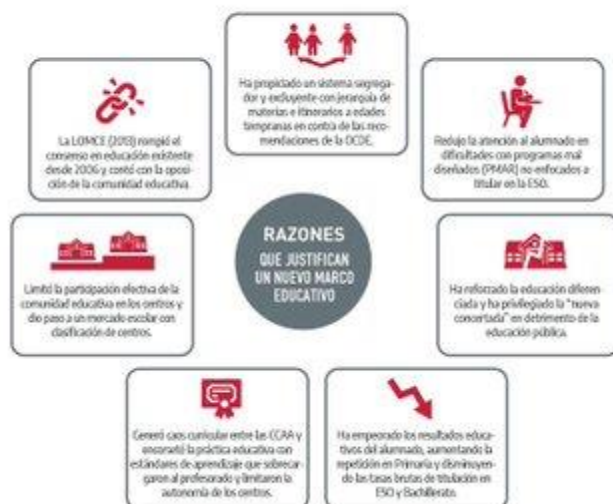 Ha propiciado un sistema segrega-
dor y excluyente con jerarquía de
materias e itinerarios a edades
tempranas en contra de las reco-
mendaciones de la OCDE.
La LOMCE (2013) rompió el
consenso en educación existente
desde 2006 y contó con la oposi-
ción de la comunidad educativa.
Redujo la atención al alumnado en
dificultades con programas mal
diseñados (PMAR) no enfocados a
titular en la ESO.
RAZONES
QUE JUSTIFICAN
UN NUEVO MARCO
EDUCATIVO
Limitó la participación efectiva de la
comunidad educativa en los centros y
dio paso a un mercado escolar con
clasificación de centros.
Ha reforzado la educación diferen-
ciada y ha privilegiado la “nueva
concertada” en detrimento de la
educación pública.
Generó caos curricular entre las CCAA y
encorsetó la práctica educativa con
estándares de aprendizaje que sobrecar-
garon al profesorado y limitaron la
autonomía de los centros.
Ha empeorado los resultados educa-
tivos del alumnado, aumentando la
repetición en Primaria y disminuyen-
do las tasas brutas de titulación en
ESO y Bachillerato.